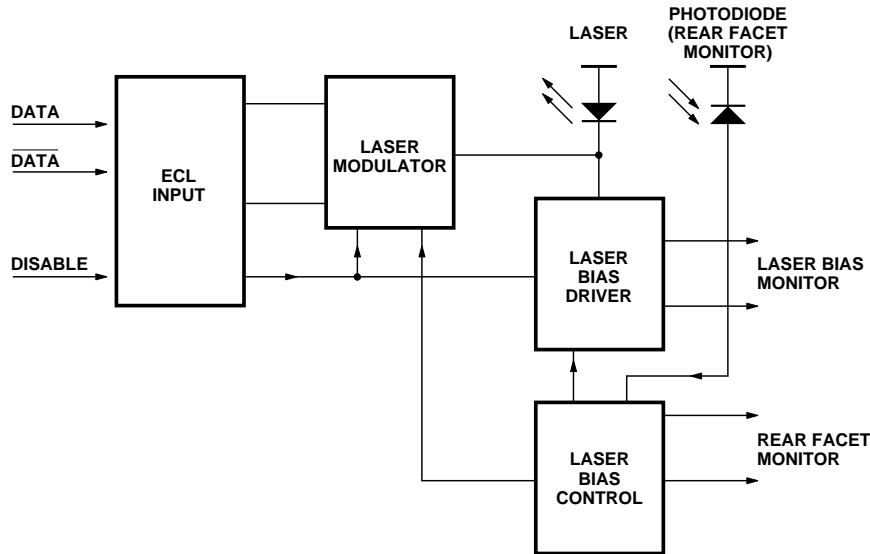 LASER
PHOTODIODE
(REAR FACET
MONITOR)
DATA
DATA
DISABLE
ECL
INPUT
LASER
MODULATOR
LASER
BIAS
DRIVER
LASER BIAS
MONITOR
LASER
BIAS
CONTROL
REAR FACET
MONITOR